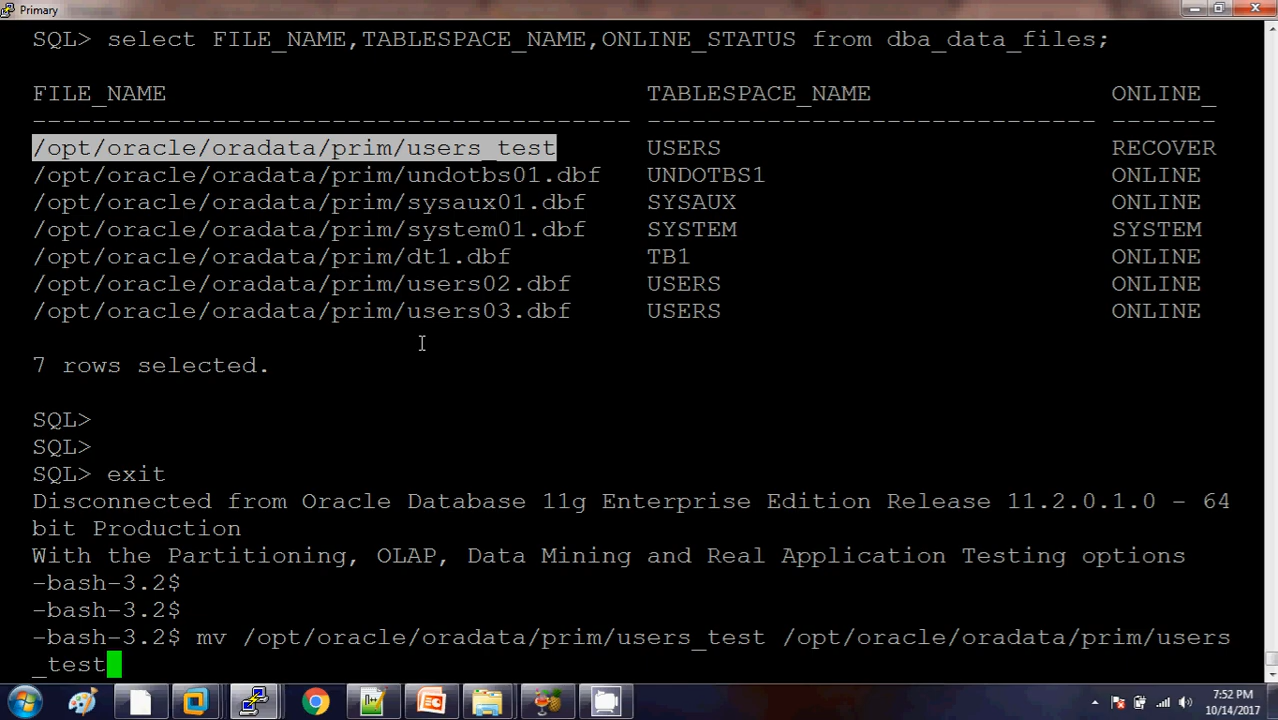 Primary
SQL> select FILE_NAME,TABLESPACE_NAME,ONLINE_STATUS from dba_data_files;
FILE_NAME TABLESPACE_NAME ONLINE_
---------------------------------------- ------------------------------ -------
/opt/oracle/oradata/prim/users_test USERS RECOVER
/opt/oracle/oradata/prim/undotbs01.dbf UNDOTBS1 ONLINE
/opt/oracle/oradata/prim/sysaux01.dbf SYSAUX ONLINE
/opt/oracle/oradata/prim/system01.dbf SYSTEM SYSTEM
/opt/oracle/oradata/prim/dt1.dbf TB1 ONLINE
/opt/oracle/oradata/prim/users02.dbf USERS ONLINE
/opt/oracle/oradata/prim/users03.dbf USERS ONLINE
7 rows selected.
SQL>
SQL>
SQL> exit
Disconnected from Oracle Database 11g Enterprise Edition Release 11.2.0.1.0 - 64
bit Production
With the Partitioning, OLAP, Data Mining and Real Application Testing options
-bash-3.2$
-bash-3.2$
-bash-3.2$ mv /opt/oracle/oradata/prim/users_test /opt/oracle/oradata/prim/users
_test
7:52 PM
10/14/2017